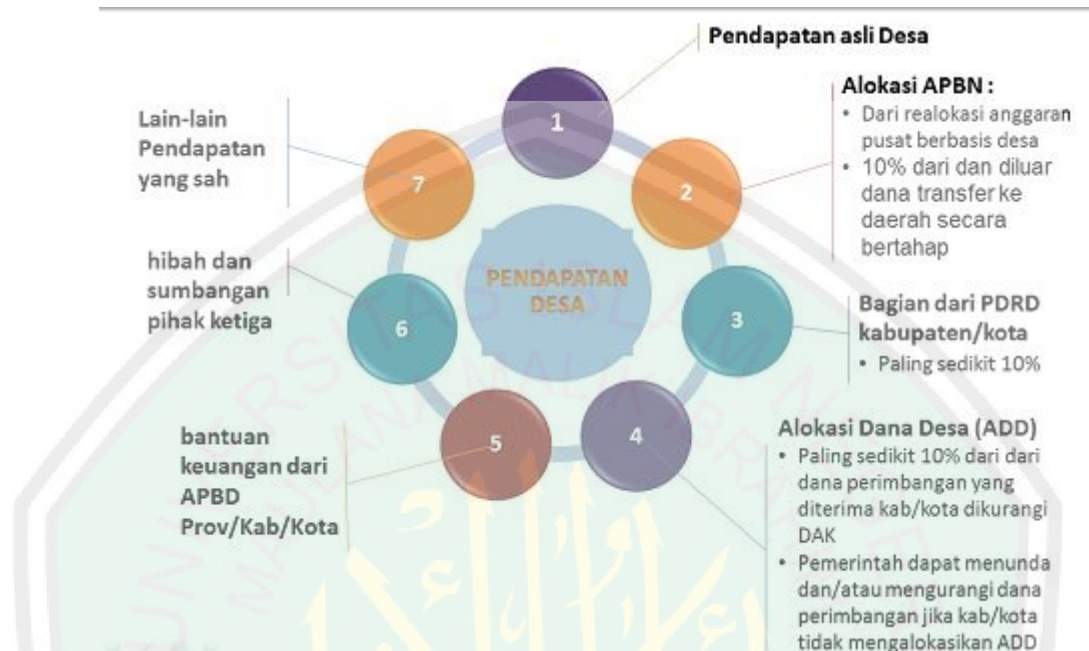 Pendapatan asli Desa
1
Alokasi APBN :
• Dari realokasi anggaran
pusat berbasis desa
• 10% dari dan diluar
dana transfer ke
daerah secara
bertahap
2
Bagian dari PDRD
kabupaten/kota
• Paling sedikit 10%
3
Alokasi Dana Desa (ADD)
• Paling sedikit 10% dari dari
dana perimbangan yang
diterima kab/kota dikurangi
DAK
• Pemerintah dapat menunda
dan/atau mengurangi dana
perimbangan jika kab/kota
tidak mengalokasikan ADD
4
bantuan
keuangan dari
APBD
Prov/Kab/Kota
5
hibah dan
sumbangan
pihak ketiga
6
Lain-lain
Pendapatan
yang sah
7
PENDAPATAN
DESA